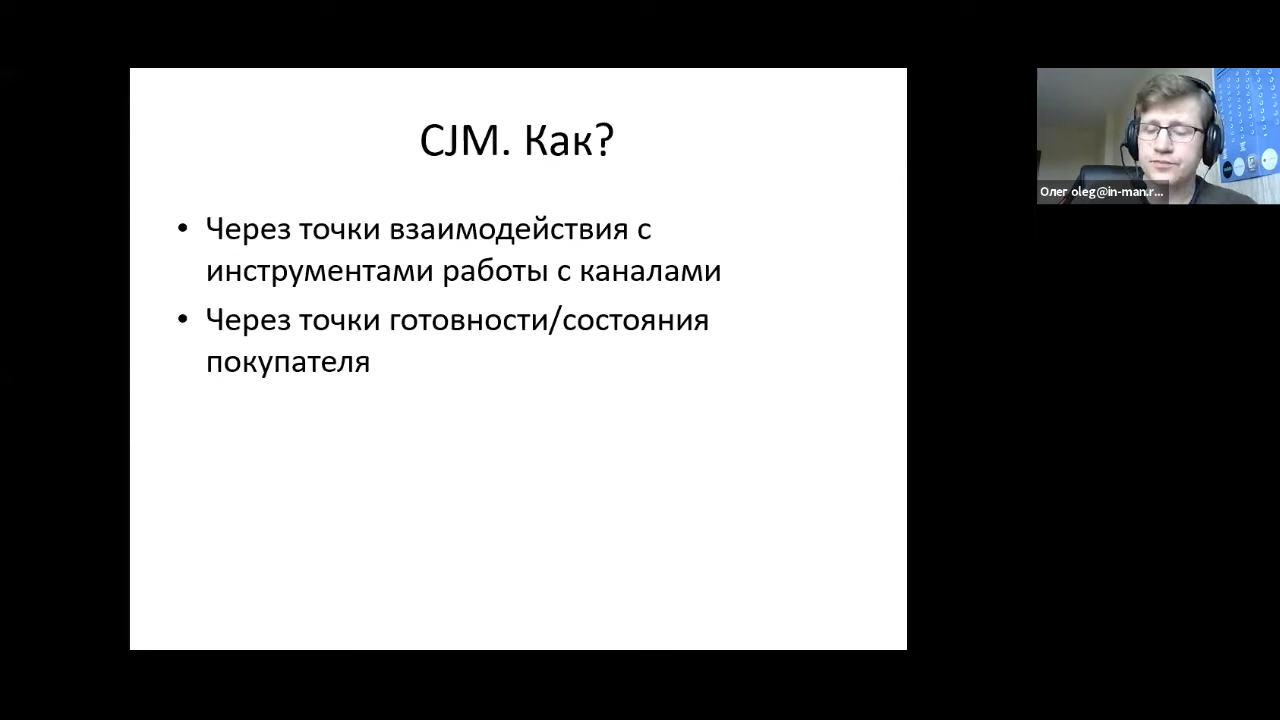 CJM. Как?
• Через точки взаимодействия с
инструментами работы с каналами
• Через точки готовности/состояния
покупателя
Олег oleg@in-man.r...